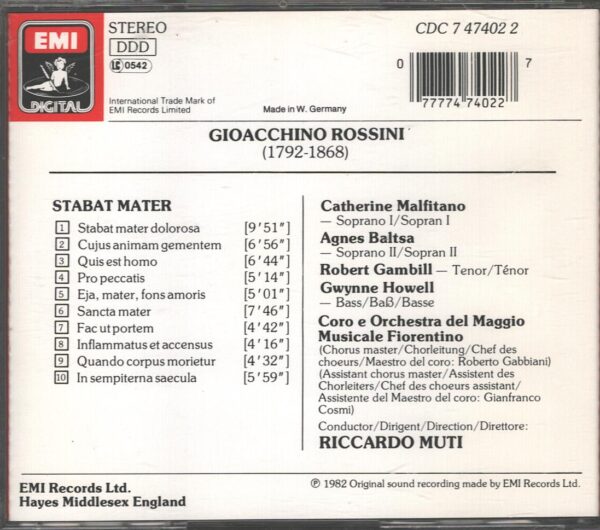 EMI
DIGITAL
STEREO
DDD
LC 0542
International Trade Mark of
EMI Records Limited
Made in W. Germany
CDC 7 47402 2
0 77774 74022 7
GIOACCHINO ROSSINI
(1792-1868)
STABAT MATER
1 Stabat mater dolorosa [9'51"]
2 Cujus animam gementem [6'56"]
3 Quis est homo [6'44"]
4 Pro peccatis [5'14"]
5 Eja, mater, fons amoris [5'01"]
6 Sancta mater [7'46"]
7 Fac ut portem [4'42"]
8 Inflammatus et accensus [4'16"]
9 Quando corpus morietur [4'32"]
10 In sempiterna saecula [5'59"]
Catherine Malfitano
— Soprano I/Sopran I
Agnes Baltsa
— Soprano II/Sopran II
Robert Gambill — Tenor/Ténor
Gwynne Howell
— Bass/Baß/Basse
Coro e Orchestra del Maggio
Musicale Fiorentino
(Chorus master/Chorleitung/Chef des
choeurs/Maestro del coro: Roberto Gabbiani)
(Assistant chorus master/Assistent des
Chorleiters/Chef des choeurs assistant/
Assistente del Maestro del coro: Gianfranco
Cosmi)
Conductor/Dirigent/Direction/Direttore:
RICCARDO MUTI
EMI Records Ltd.
Hayes Middlesex England
℗ 1982 Original sound recording made by EMI Records Ltd.